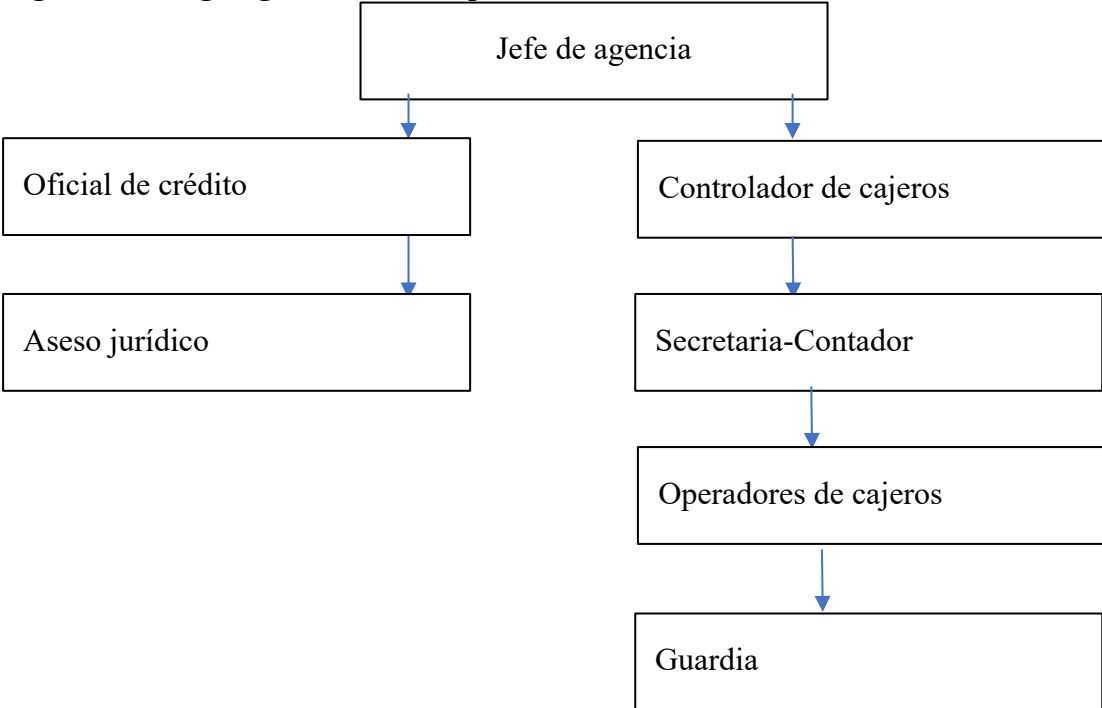 Jefe de agencia
Oficial de crédito
Controlador de cajeros
Aseso jurídico
Secretaria-Contador
Operadores de cajeros
Guardia